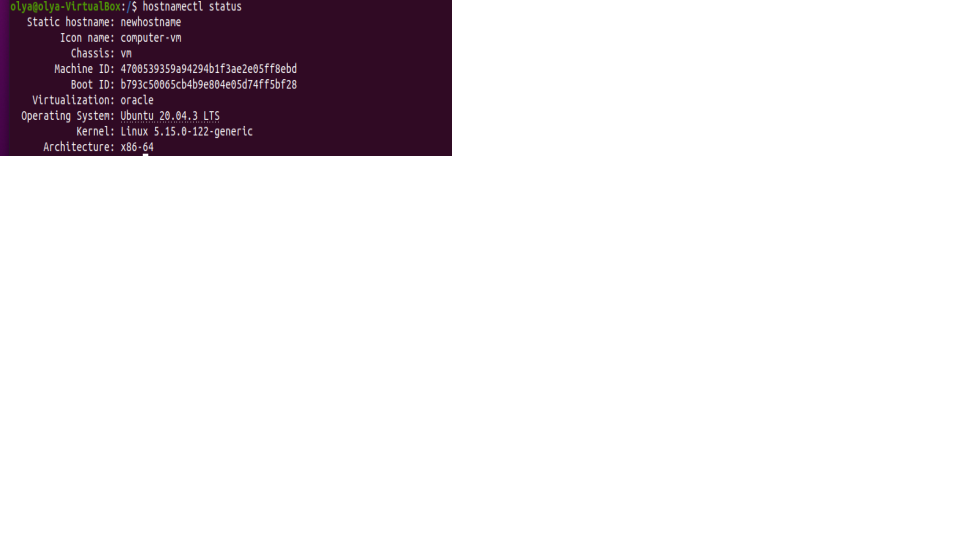 olya@olya-VirtualBox:/$ hostnamectl status
Static hostname: newhostname
Icon name: computer-vm
Chassis: vm
Machine ID: 4700539359a94294b1f3ae2e05ff8ebd
Boot ID: b793c50065cb4b9e804e05d74ff5bf28
Virtualization: oracle
Operating System: Ubuntu 20.04.3 LTS
Kernel: Linux 5.15.0-122-generic
Architecture: x86-64